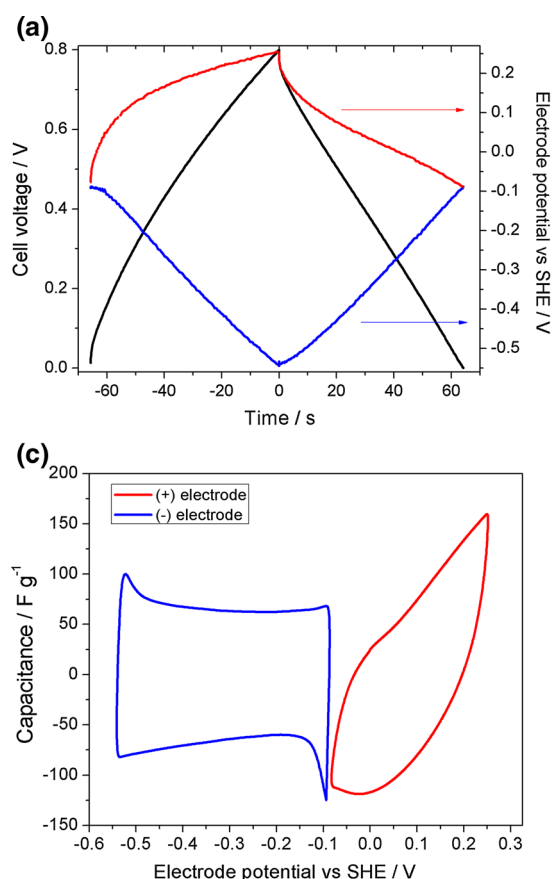 (a)
0.8
0.6
0.4
0.2
0.0
Cell voltage / V
0.2
0.1
0.0
-0.1
-0.2
-0.3
-0.4
-0.5
Electrode potential vs SHE / V
-60 -40 -20 0 20 40 60
Time / s
(c)
200
150
100
50
0
-50
-100
-150
Capacitance / F g-1
(+) electrode
(-) electrode
-0.6 -0.5 -0.4 -0.3 -0.2 -0.1 0.0 0.1 0.2 0.3
Electrode potential vs SHE / V